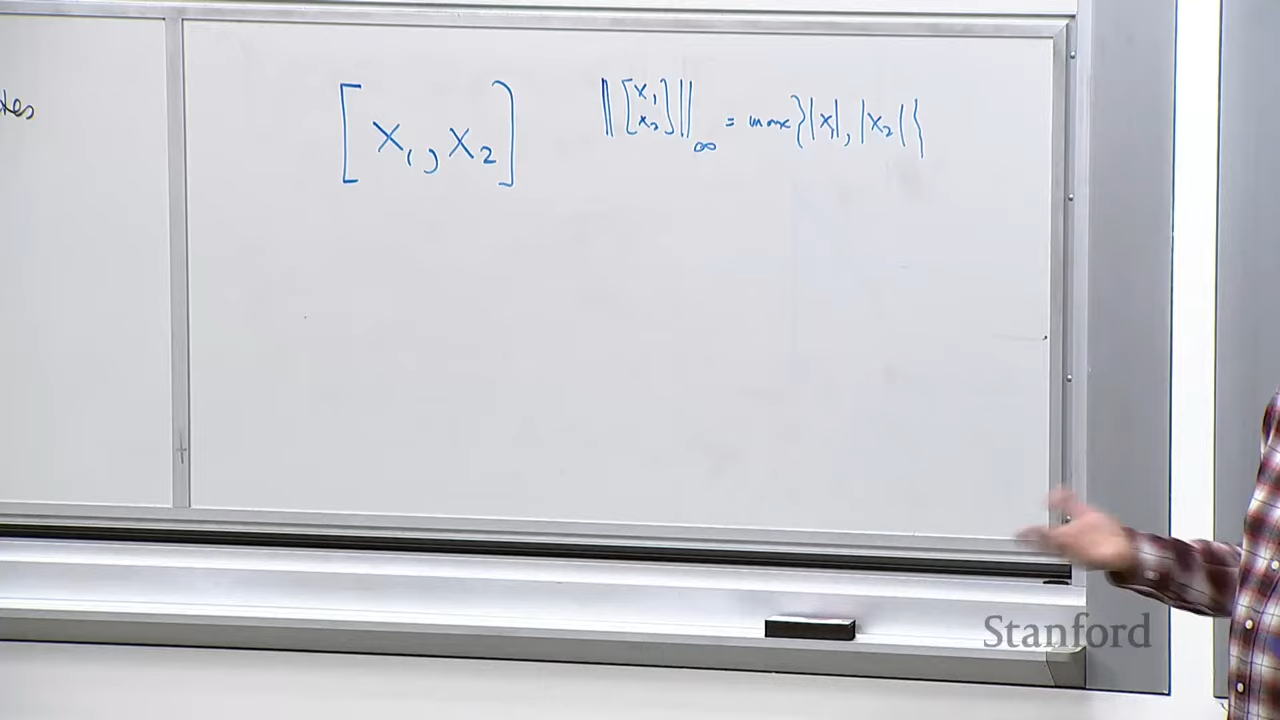 [x₁, x₂]
‖[x₁ x₂]‖∞ = max{|x₁|, |x₂|}
Stanford